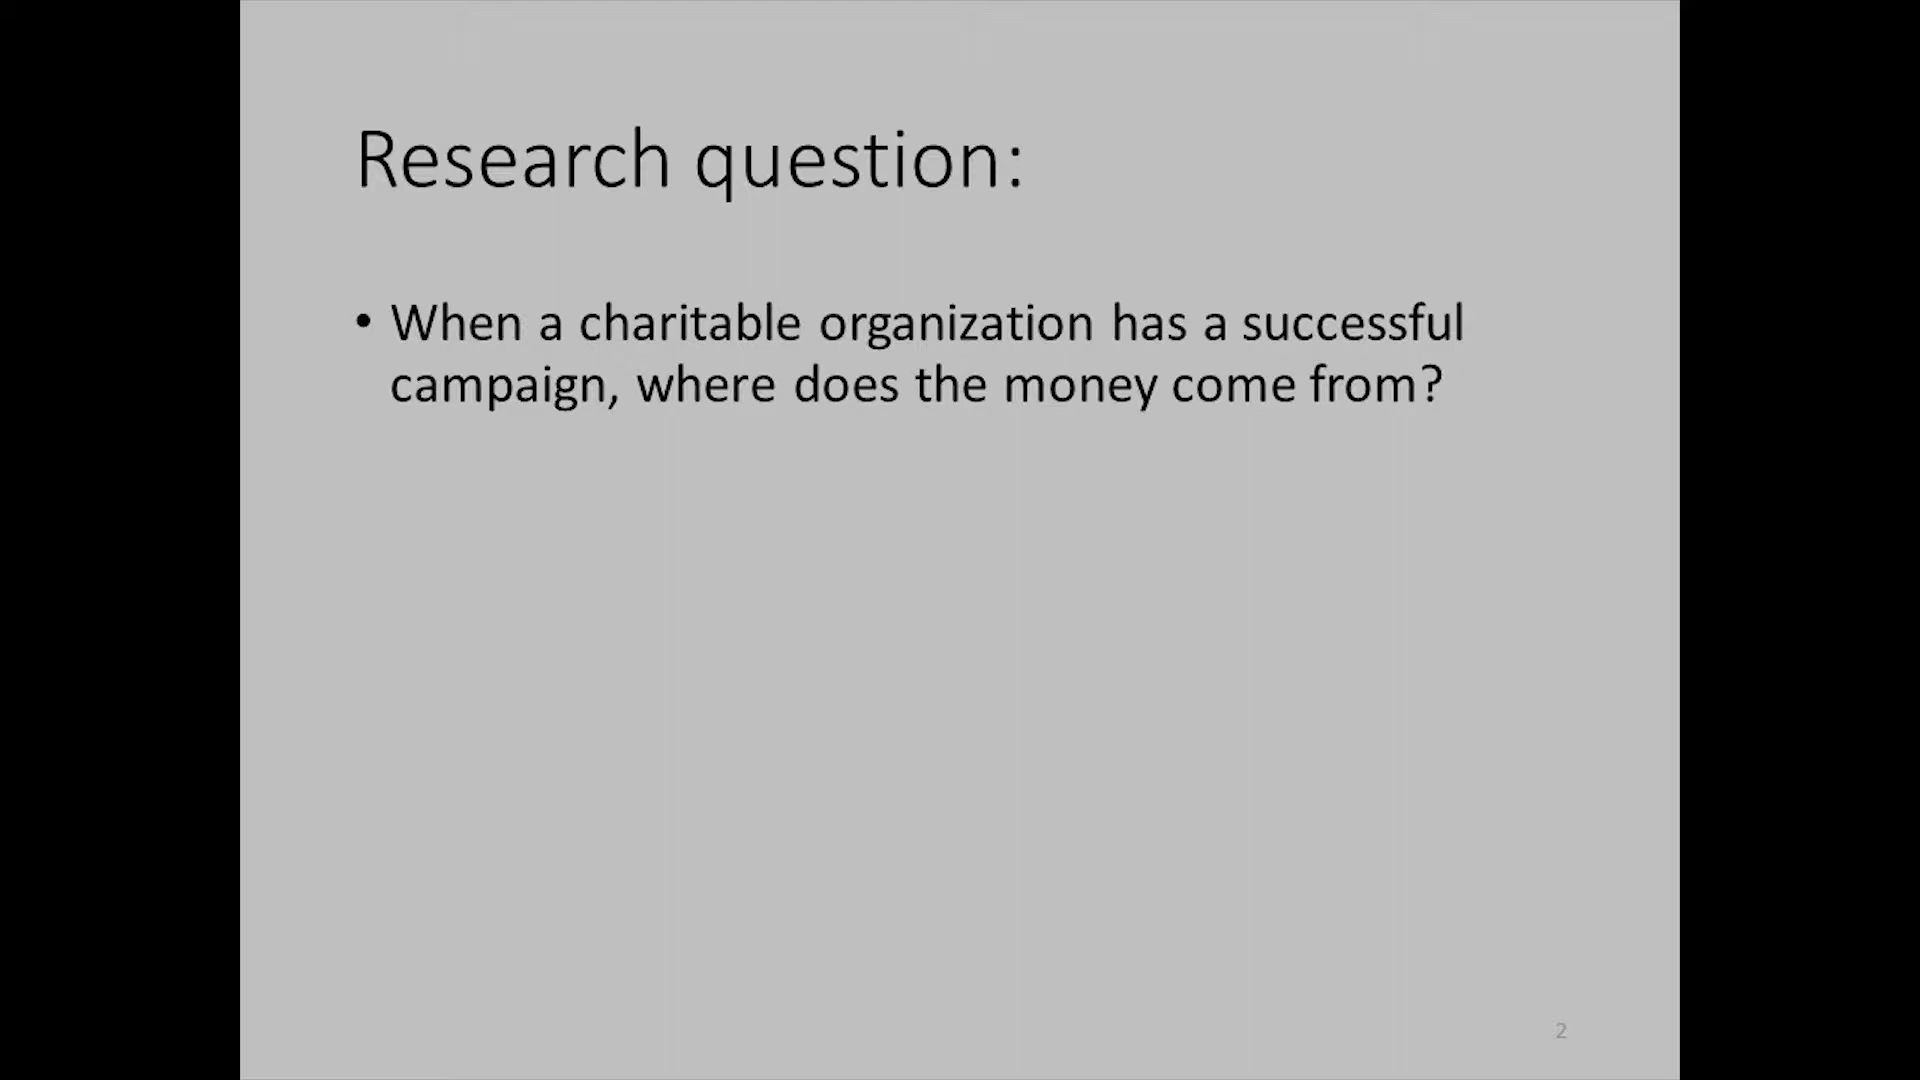 Research question:
• When a charitable organization has a successful
campaign, where does the money come from?
2